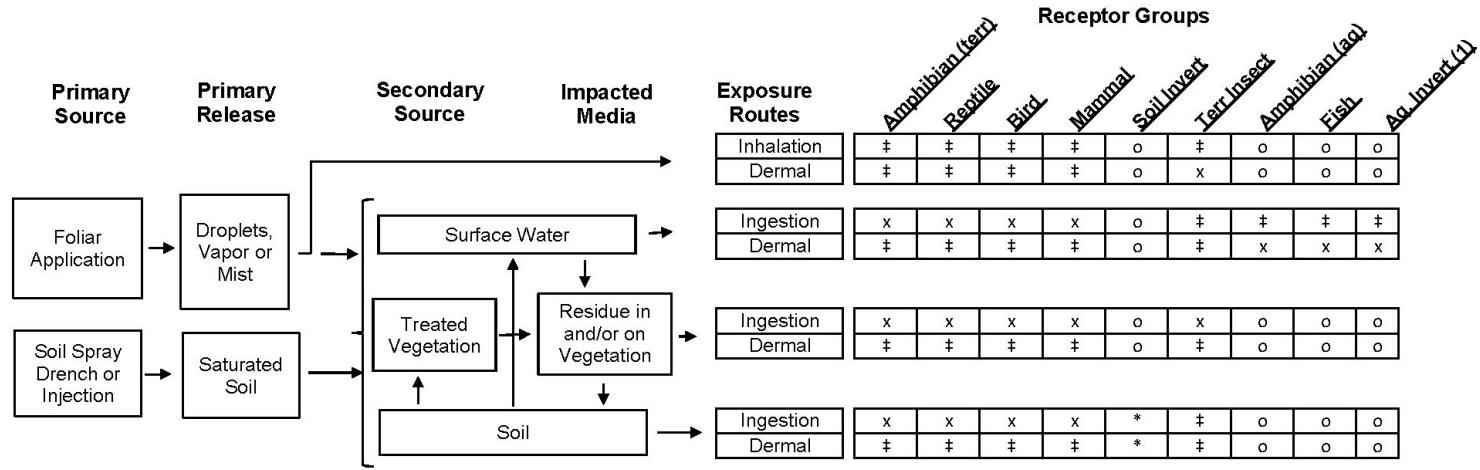 Receptor Groups
Amphibian (terr)
Reptile
Bird
Mammal
Soil Invert
Terr Insect
Amphibian (aq)
Fish
Aq. Invert (1)
Primary
Source
Primary
Release
Secondary
Source
Impacted
Media
Exposure
Routes
Inhalation ‡ ‡ ‡ ‡ o ‡ o o o
Dermal ‡ ‡ ‡ ‡ o x o o o
Foliar
Application
Droplets,
Vapor or
Mist
Surface Water
Ingestion x x x x o ‡ ‡ ‡ ‡
Dermal ‡ ‡ ‡ ‡ o ‡ x x x
Treated
Vegetation
Residue in
and/or on
Vegetation
Ingestion x x x x o x o o o
Dermal ‡ ‡ ‡ ‡ o ‡ o o o
Soil Spray
Drench or
Injection
Saturated
Soil
Soil
Ingestion x x x x * ‡ o o o
Dermal ‡ ‡ ‡ ‡ * ‡ o o o